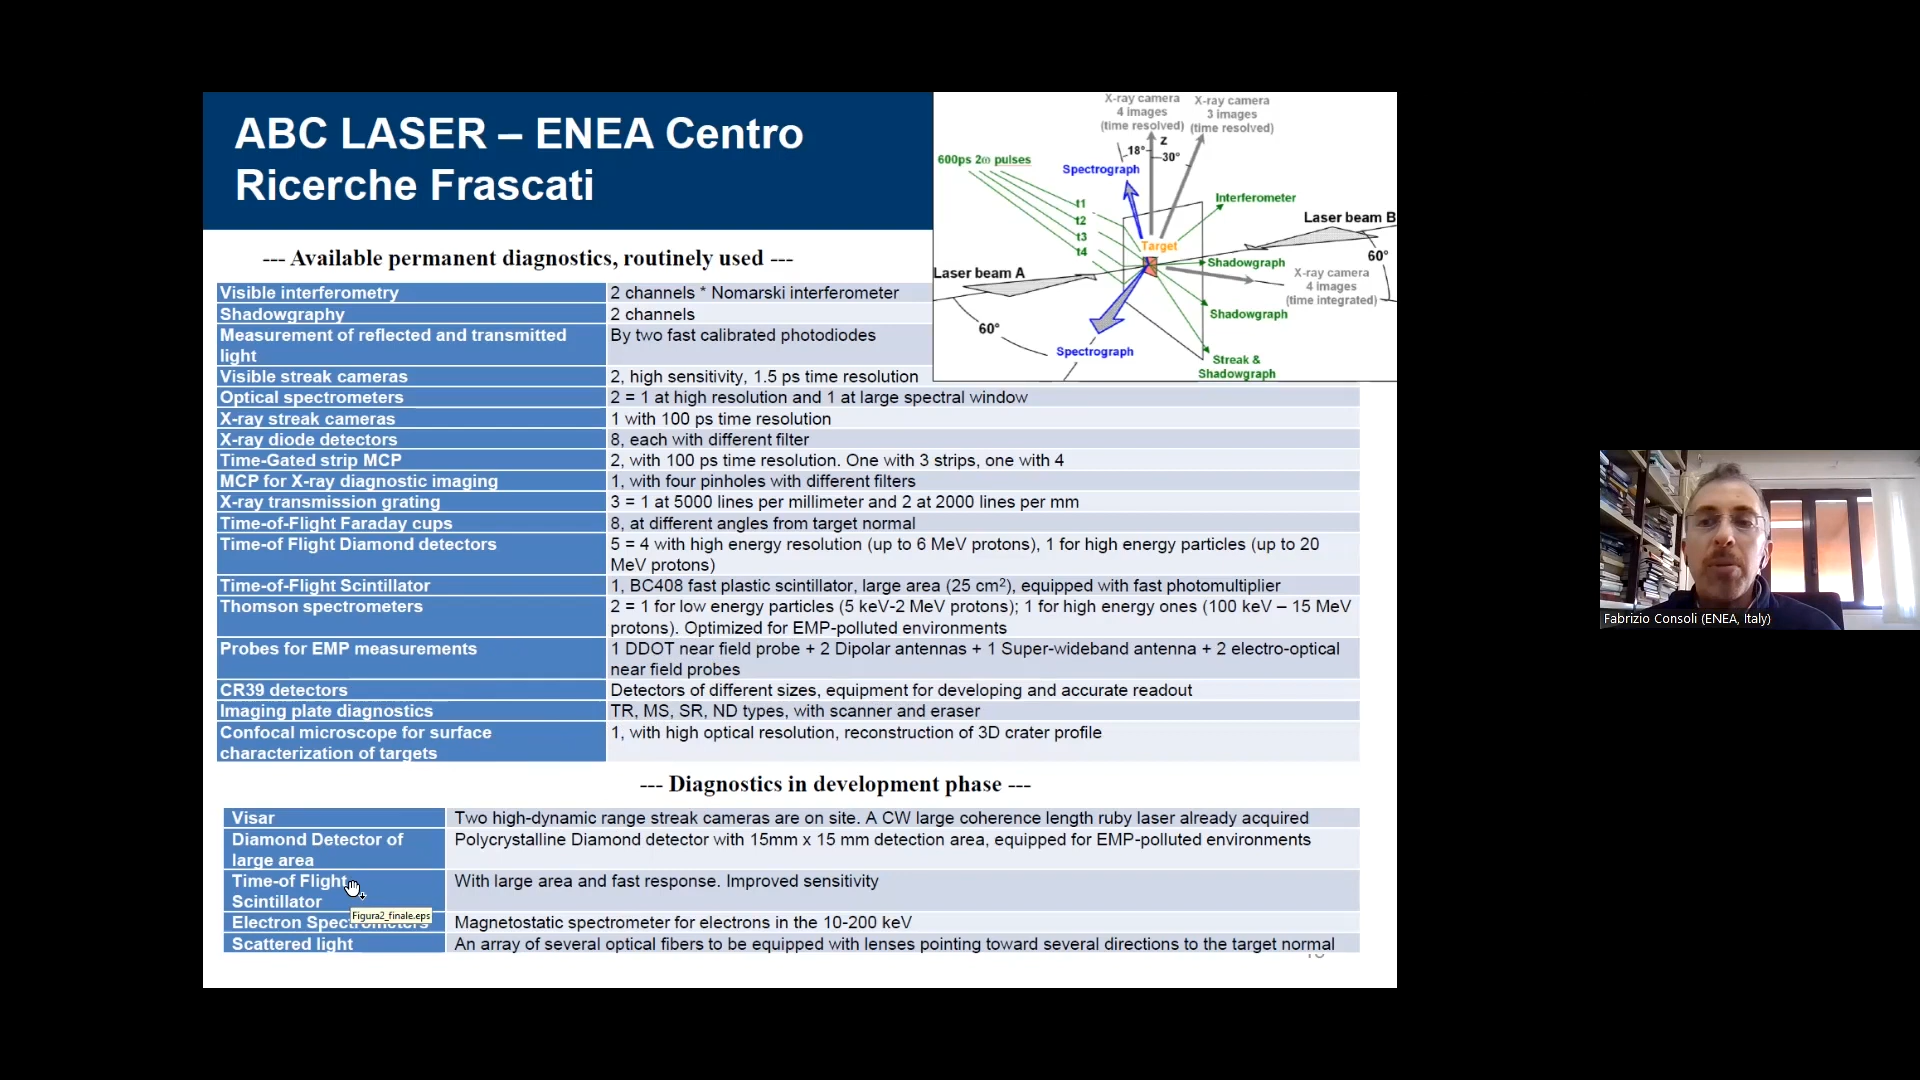 ABC LASER – ENEA Centro
Ricerche Frascati
--- Available permanent diagnostics, routinely used ---
Visible interferometry 2 channels * Nomarski interferometer
Shadowgraphy 2 channels
Measurement of reflected and transmitted light By two fast calibrated photodiodes
Visible streak cameras 2, high sensitivity, 1.5 ps time resolution
Optical spectrometers 2 = 1 at high resolution and 1 at large spectral window
X-ray streak cameras 1 with 100 ps time resolution
X-ray diode detectors 8, each with different filter
Time-Gated strip MCP 2, with 100 ps time resolution. One with 3 strips, one with 4
MCP for X-ray diagnostic imaging 1, with four pinholes with different filters
X-ray transmission grating 3 = 1 at 5000 lines per millimeter and 2 at 2000 lines per mm
Time-of-Flight Faraday cups 8, at different angles from target normal
Time-of Flight Diamond detectors 5 = 4 with high energy resolution (up to 6 MeV protons), 1 for high energy particles (up to 20
MeV protons)
Time-of-Flight Scintillator 1, BC408 fast plastic scintillator, large area (25 cm²), equipped with fast photomultiplier
Thomson spectrometers 2 = 1 for low energy particles (5 keV-2 MeV protons); 1 for high energy ones (100 keV – 15 MeV
protons). Optimized for EMP-polluted environments
Probes for EMP measurements 1 DDOT near field probe + 2 Dipolar antennas + 1 Super-wideband antenna + 2 electro-optical
near field probes
CR39 detectors Detectors of different sizes, equipment for developing and accurate readout
Imaging plate diagnostics TR, MS, SR, ND types, with scanner and eraser
Confocal microscope for surface
characterization of targets 1, with high optical resolution, reconstruction of 3D crater profile
X-ray camera
4 images
(time resolved)
X-ray camera
3 images
(time resolved)
Z
18°
30°
600ps 2ω pulses
Spectrograph
t1
t2
t3
t4
Interferometer
Laser beam B
60°
Target
Shadowgraph
Laser beam A
X-ray camera
4 images
(time integrated)
Shadowgraph
60°
Spectrograph
Streak &
Shadowgraph
--- Diagnostics in development phase ---
Visar Two high-dynamic range streak cameras are on site. A CW large coherence length ruby laser already acquired
Diamond Detector of
large area Polycrystalline Diamond detector with 15mm x 15 mm detection area, equipped for EMP-polluted environments
Time-of Flight
Scintillator With large area and fast response. Improved sensitivity
Figura2_finale.eps
Electron Spectrometers Magnetostatic spectrometer for electrons in the 10-200 keV
Scattered light An array of several optical fibers to be equipped with lenses pointing toward several directions to the target normal
Fabrizio Consoli (ENEA, Italy)